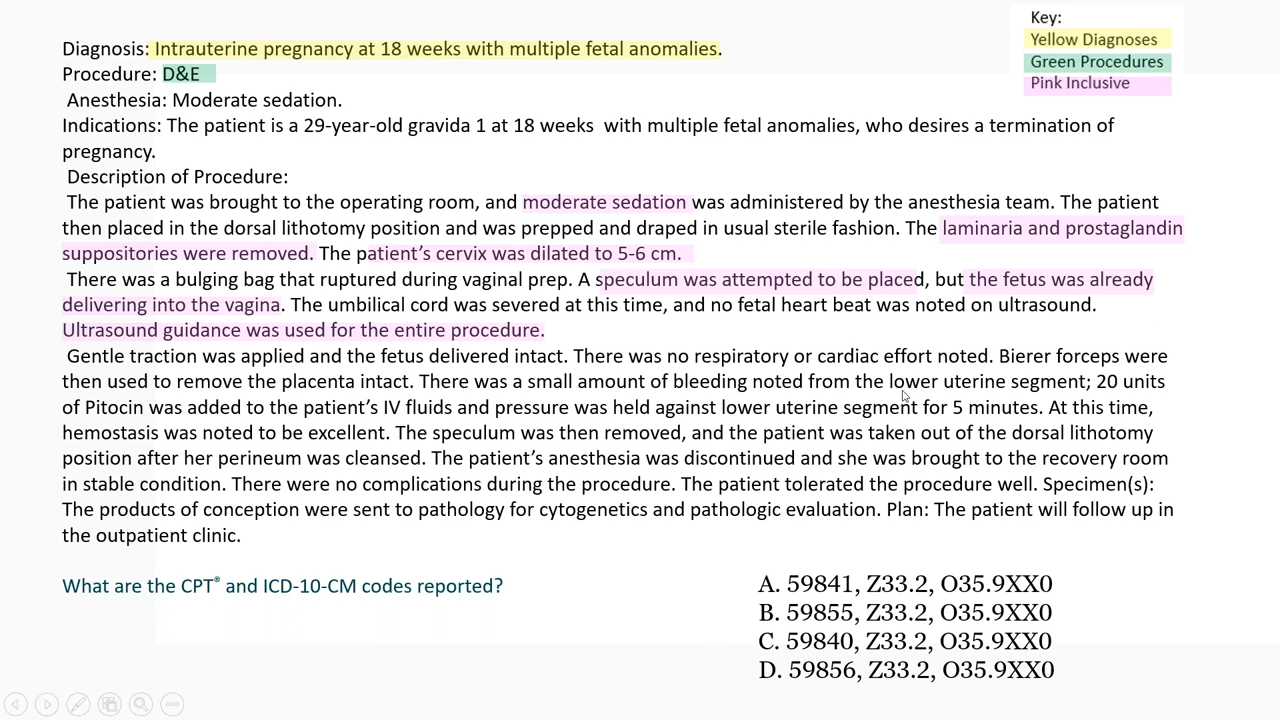 Key:
Yellow Diagnoses
Green Procedures
Pink Inclusive
Diagnosis: Intrauterine pregnancy at 18 weeks with multiple fetal anomalies.
Procedure: D&E
Anesthesia: Moderate sedation.
Indications: The patient is a 29-year-old gravida 1 at 18 weeks with multiple fetal anomalies, who desires a termination of
pregnancy.
Description of Procedure:
The patient was brought to the operating room, and moderate sedation was administered by the anesthesia team. The patient
then placed in the dorsal lithotomy position and was prepped and draped in usual sterile fashion. The laminaria and prostaglandin
suppositories were removed. The patient’s cervix was dilated to 5-6 cm.
There was a bulging bag that ruptured during vaginal prep. A speculum was attempted to be placed, but the fetus was already
delivering into the vagina. The umbilical cord was severed at this time, and no fetal heart beat was noted on ultrasound.
Ultrasound guidance was used for the entire procedure.
Gentle traction was applied and the fetus delivered intact. There was no respiratory or cardiac effort noted. Bierer forceps were
then used to remove the placenta intact. There was a small amount of bleeding noted from the lower uterine segment; 20 units
of Pitocin was added to the patient’s IV fluids and pressure was held against lower uterine segment for 5 minutes. At this time,
hemostasis was noted to be excellent. The speculum was then removed, and the patient was taken out of the dorsal lithotomy
position after her perineum was cleansed. The patient’s anesthesia was discontinued and she was brought to the recovery room
in stable condition. There were no complications during the procedure. The patient tolerated the procedure well. Specimen(s):
The products of conception were sent to pathology for cytogenetics and pathologic evaluation. Plan: The patient will follow up in
the outpatient clinic.
What are the CPT® and ICD-10-CM codes reported?
A. 59841, Z33.2, O35.9XX0
B. 59855, Z33.2, O35.9XX0
C. 59840, Z33.2, O35.9XX0
D. 59856, Z33.2, O35.9XX0